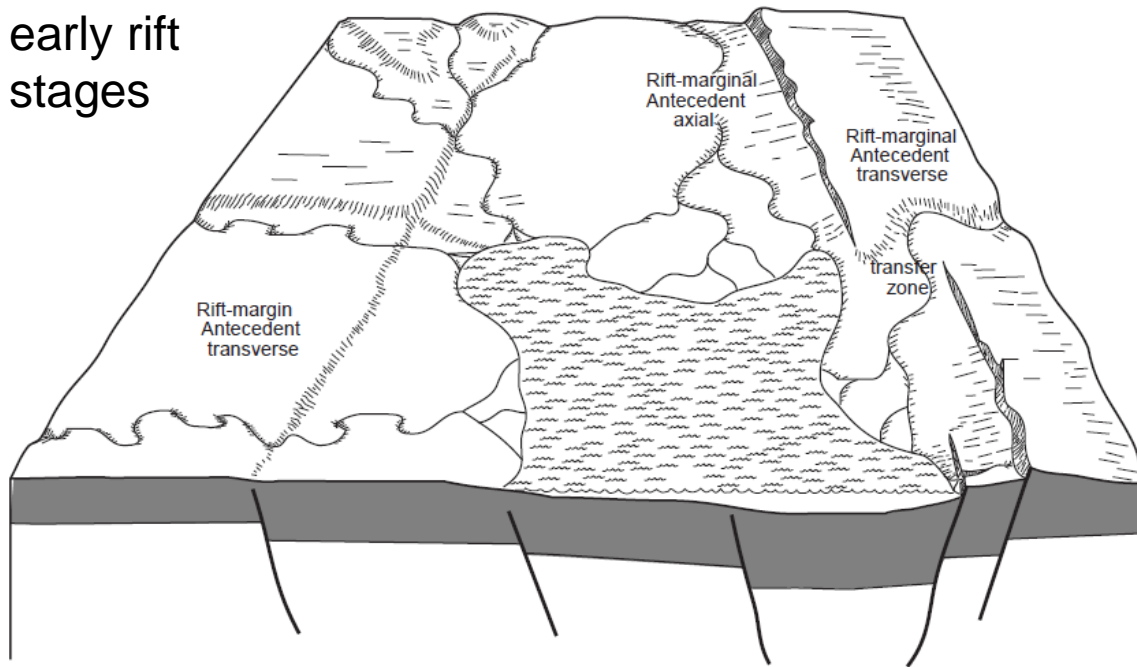 early rift
stages
Rift-marginal
Antecedent
axial
Rift-marginal
Antecedent
transverse
transfer
zone
Rift-margin
Antecedent
transverse